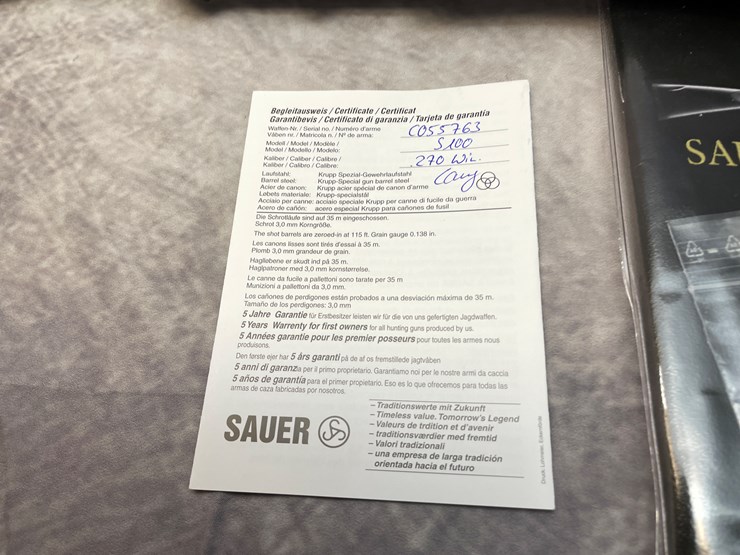 Begleitausweis / Certificate / Certificat
Garantibevis / Certificato di garanzia / Tarjeta de garantía
Waffen-Nr. / Serial no. / Numéro d'arme
Våben nr. / Matricola n. / Nº de arma: C055763
Modell / Model / Modèle /
Model / Modello / Modelo: S100
Kaliber / Caliber / Calibre /
Kaliber / Calibro / Calibre: .270 Win.
Laufstahl: Krupp Spezial-Gewehrlaufstahl
Barrel steel: Krupp-Special gun barrel steel
Acier de canon: Krupp acier spécial de canon d'arme
Løbets materiale: Krupp-specialstål
Acciaio per canne: acciaio speciale Krupp per canne di fucile da guerra
Acero de cañón: acero especial Krupp para cañones de fusil
Die Schrotläufe sind auf 35 m eingeschossen.
Schrot 3,0 mm Korngröße.
The shot barrels are zeroed-in at 115 ft. Grain gauge 0.138 in.
Les canons lisses sont tirés d'essai à 35 m.
Plomb 3,0 mm grandeur de grain.
Haglløbene er skudt ind på 35 m.
Haglpatroner med 3,0 mm kornstørrelse.
Le canne da fucile a pallettoni sono tarate per 35 m
Munizioni a pallettoni da 3,0 mm.
Los cañones de perdigones están probados a una desviación máxima de 35 m.
Tamaño de los perdigones: 3,0 mm
5 Jahre Garantie für Erstbesitzer leisten wir für die von uns gefertigten Jagdwaffen.
5 Years Warrenty for first owners for all hunting guns produced by us.
5 Années garantie pour les premier posseurs pour toutes les armes nous
produisons.
Den første ejer har 5 års garanti på de af os fremstillede jagtvåben
5 anni di garanzia per il primo proprietario. Garantiamo noi per le nostre armi da caccia
5 años de garantía para el primer propietario. Eso es lo que ofrecemos para todas las
armas de caza fabricadas por nosotros.
SAUER
– Traditionswerte mit Zukunft
– Timeless value. Tomorrow's Legend
– Valeurs de trdition et d'avenir
– traditionsværdier med fremtid
– Valori tradizionali
– una empresa de larga tradición
orientada hacia el futuro
SA